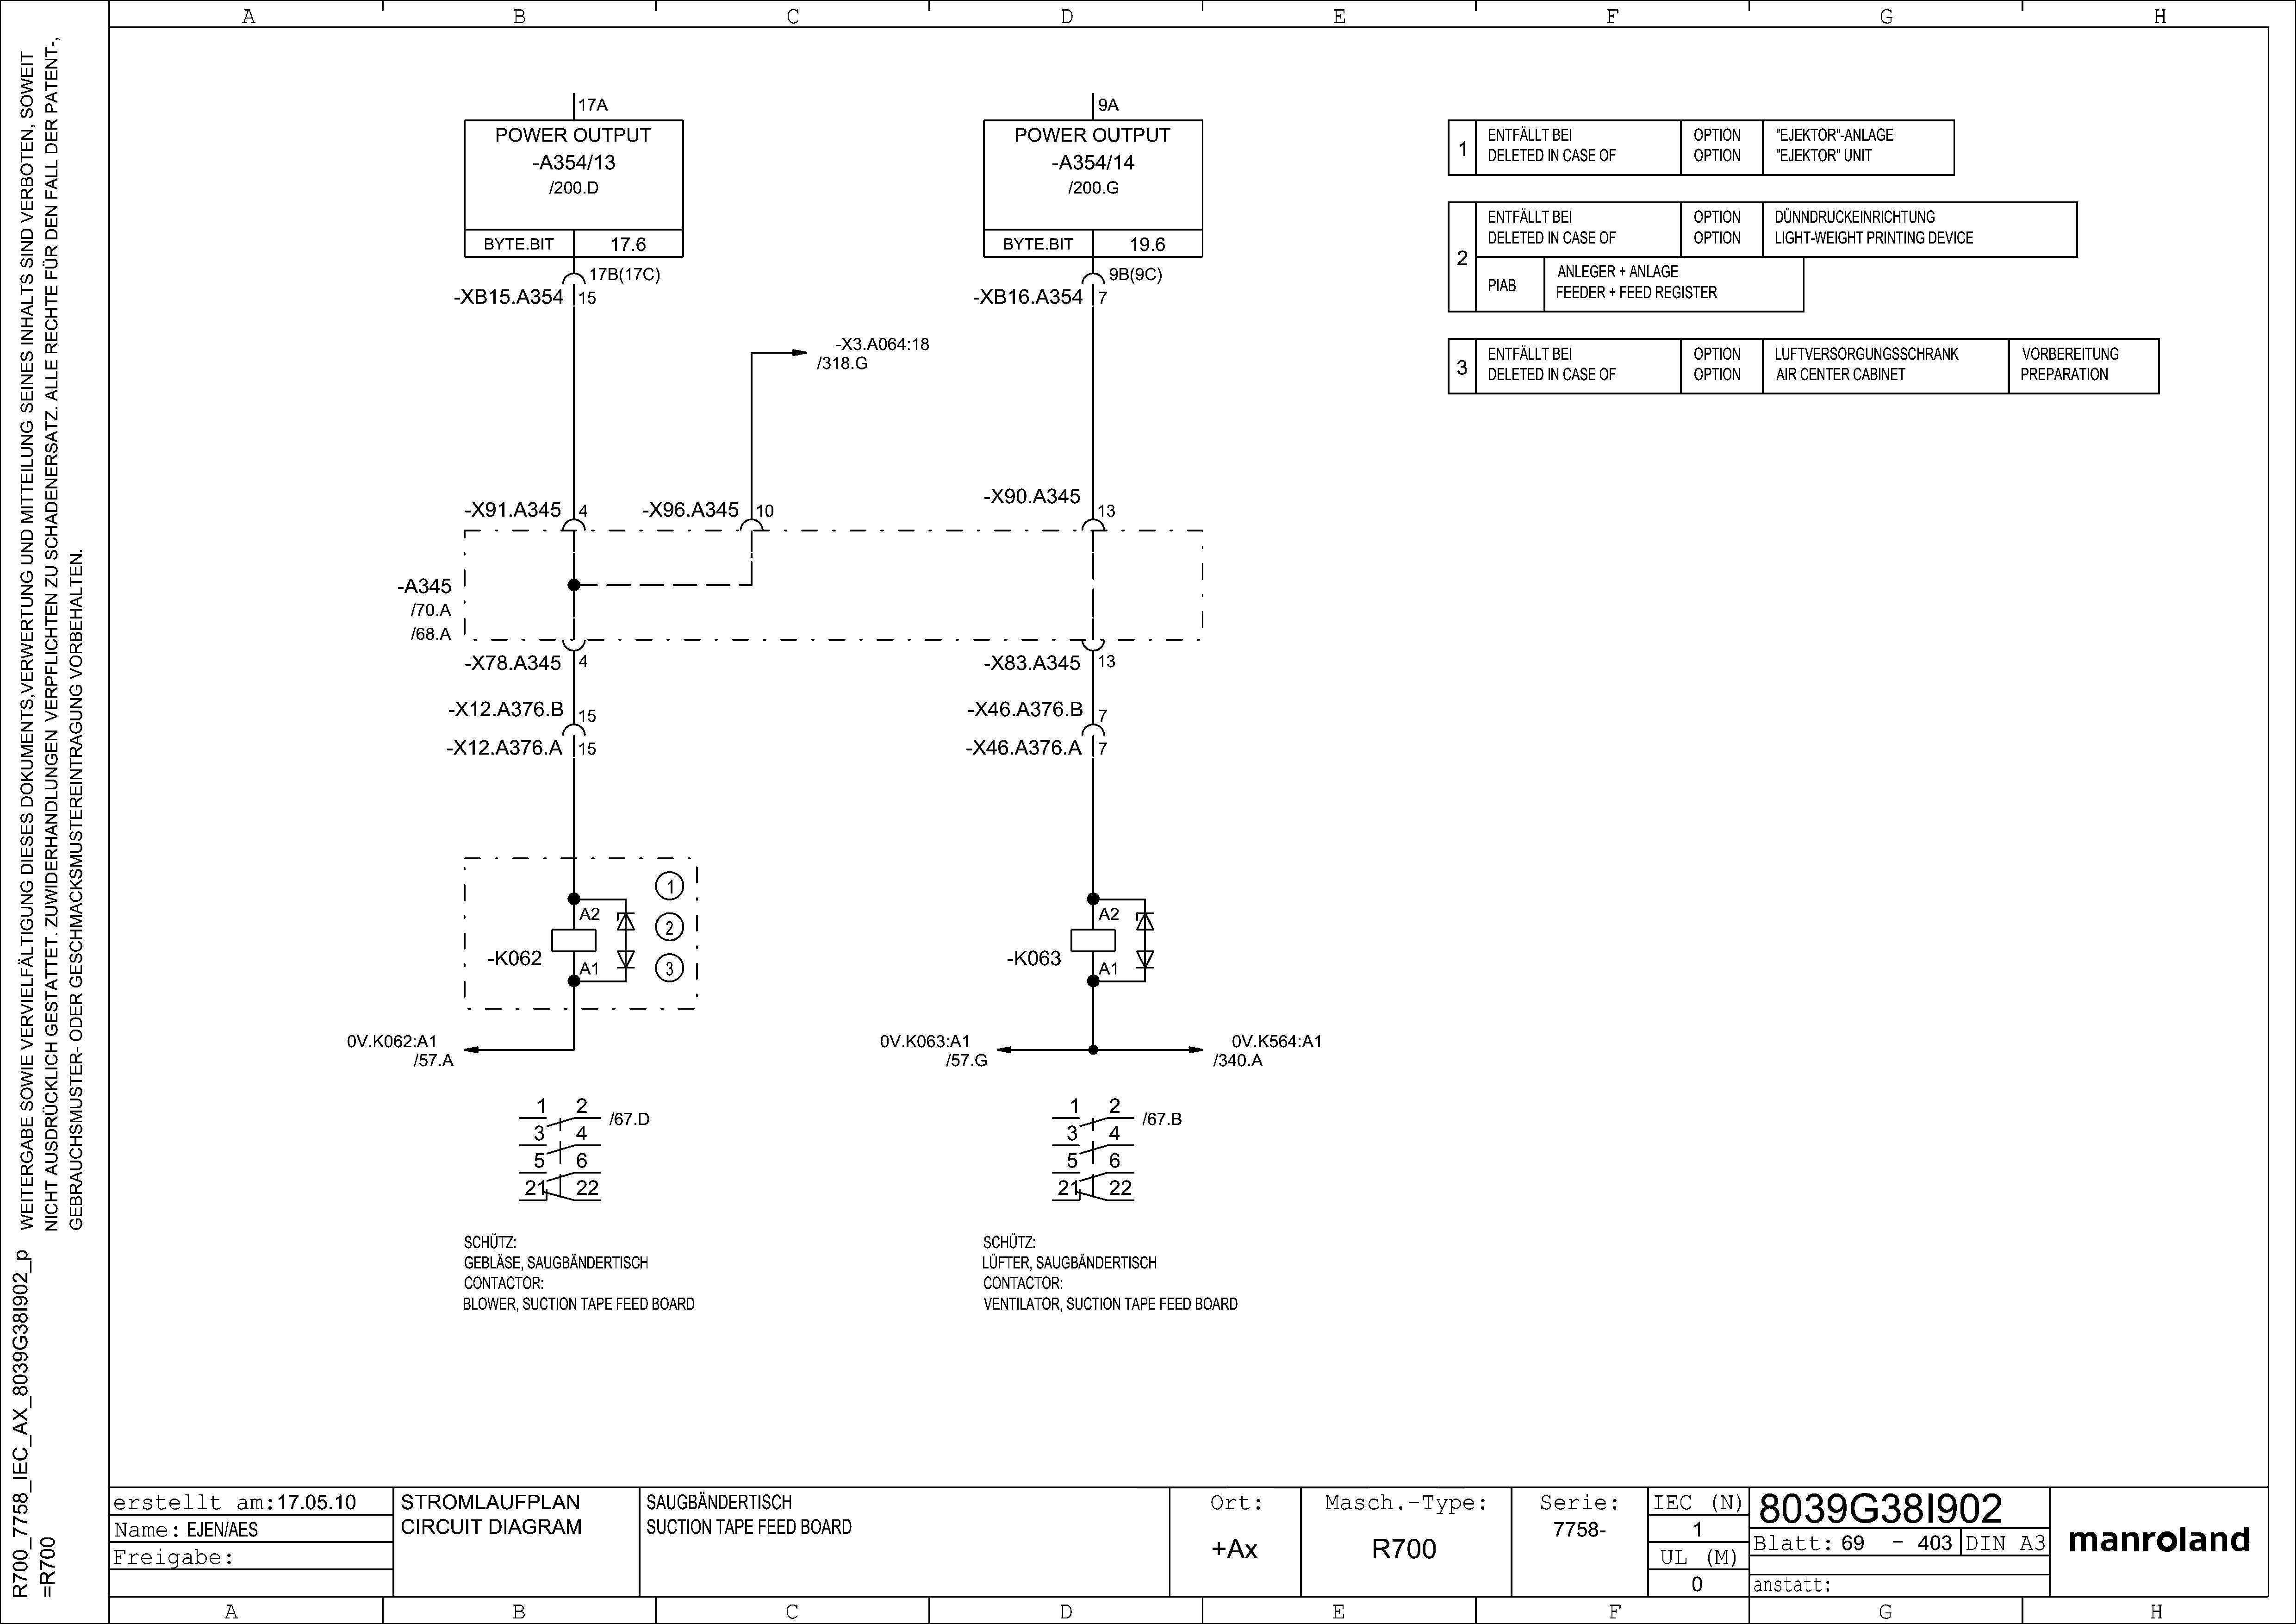 A B C D E F G H
WEITERGABE SOWIE VERVIELFÄLTIGUNG DIESES DOKUMENTS,VERWERTUNG UND MITTEILUNG SEINES INHALTS SIND VERBOTEN, SOWEIT
NICHT AUSDRÜCKLICH GESTATTET. ZUWIDERHANDLUNGEN VERPFLICHTEN ZU SCHADENERSATZ. ALLE RECHTE FÜR DEN FALL DER PATENT-,
GEBRAUCHSMUSTER- ODER GESCHMACKSMUSTEREINTRAGUNG VORBEHALTEN.
R700_7758_IEC_AX_8039G38I902_p
=R700
17A
POWER OUTPUT
-A354/13
/200.D
BYTE.BIT 17.6
17B(17C)
-XB15.A354 15
9A
POWER OUTPUT
-A354/14
/200.G
BYTE.BIT 19.6
9B(9C)
-XB16.A354 7
1
ENTFÄLLT BEI OPTION "EJEKTOR"-ANLAGE
DELETED IN CASE OF OPTION "EJEKTOR" UNIT
2
ENTFÄLLT BEI OPTION DÜNNDRUCKEINRICHTUNG
DELETED IN CASE OF OPTION LIGHT-WEIGHT PRINTING DEVICE
PIAB
ANLEGER + ANLAGE
FEEDER + FEED REGISTER
3
ENTFÄLLT BEI OPTION LUFTVERSORGUNGSSCHRANK VORBEREITUNG
DELETED IN CASE OF OPTION AIR CENTER CABINET PREPARATION
-X3.A064:18
/318.G
-X91.A345 4
-X96.A345 10
-X90.A345 13
-A345
/70.A
/68.A
-X78.A345 4
-X83.A345 13
-X12.A376.B 15
-X12.A376.A 15
-X46.A376.B 7
-X46.A376.A 7
A2
-K062
A1
1
2
3
A2
-K063
A1
0V.K062:A1
/57.A
0V.K063:A1
/57.G
0V.K564:A1
/340.A
1 2 /67.D
3 4
5 6
21 22
1 2 /67.B
3 4
5 6
21 22
SCHÜTZ:
GEBLÄSE, SAUGBÄNDERTISCH
CONTACTOR:
BLOWER, SUCTION TAPE FEED BOARD
SCHÜTZ:
LÜFTER, SAUGBÄNDERTISCH
CONTACTOR:
VENTILATOR, SUCTION TAPE FEED BOARD
erstellt am:17.05.10
Name: EJEN/AES
Freigabe:
STROMLAUFPLAN
CIRCUIT DIAGRAM
SAUGBÄNDERTISCH
SUCTION TAPE FEED BOARD
Ort:
+Ax
Masch.-Type:
R700
Serie:
7758-
IEC (N)
1
UL (M)
0
8039G38I902
Blatt: 69 - 403 DIN A3
anstatt:
manroland
A B C D E F G H